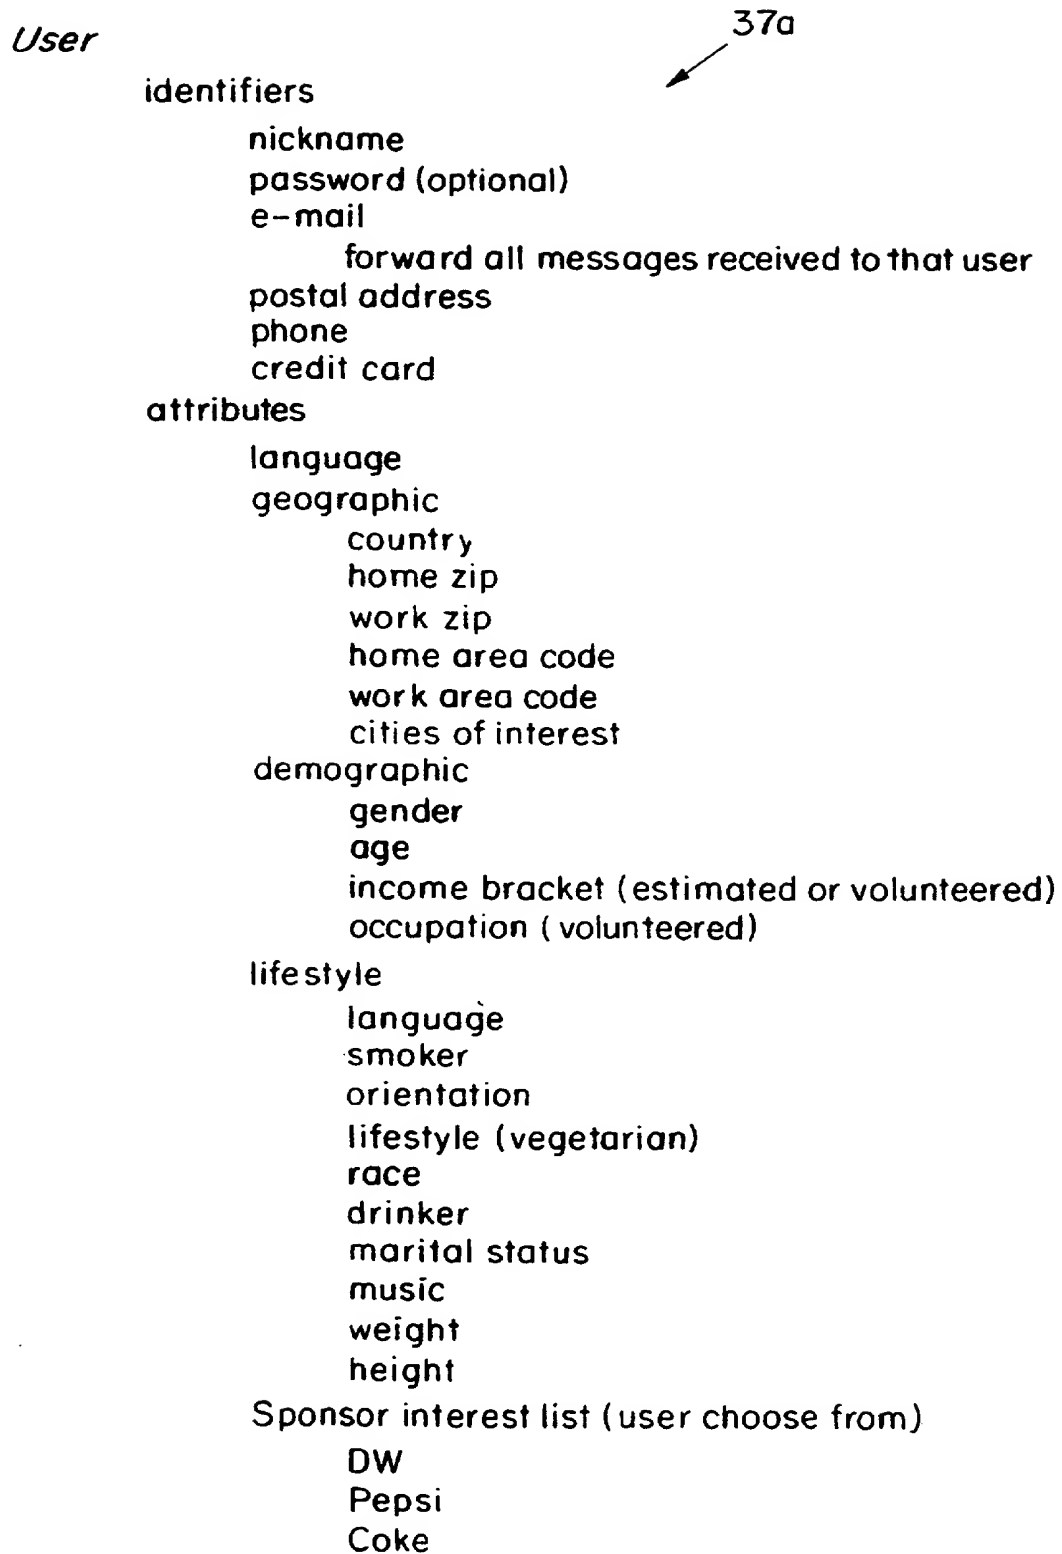 User
37a
identifiers
nickname
password (optional)
e-mail
forward all messages received to that user
postal address
phone
credit card
attributes
language
geographic
country
home zip
work zip
home area code
work area code
cities of interest
demographic
gender
age
income bracket (estimated or volunteered)
occupation (volunteered)
lifestyle
language
smoker
orientation
lifestyle (vegetarian)
race
drinker
marital status
music
weight
height
Sponsor interest list (user choose from)
DW
Pepsi
Coke